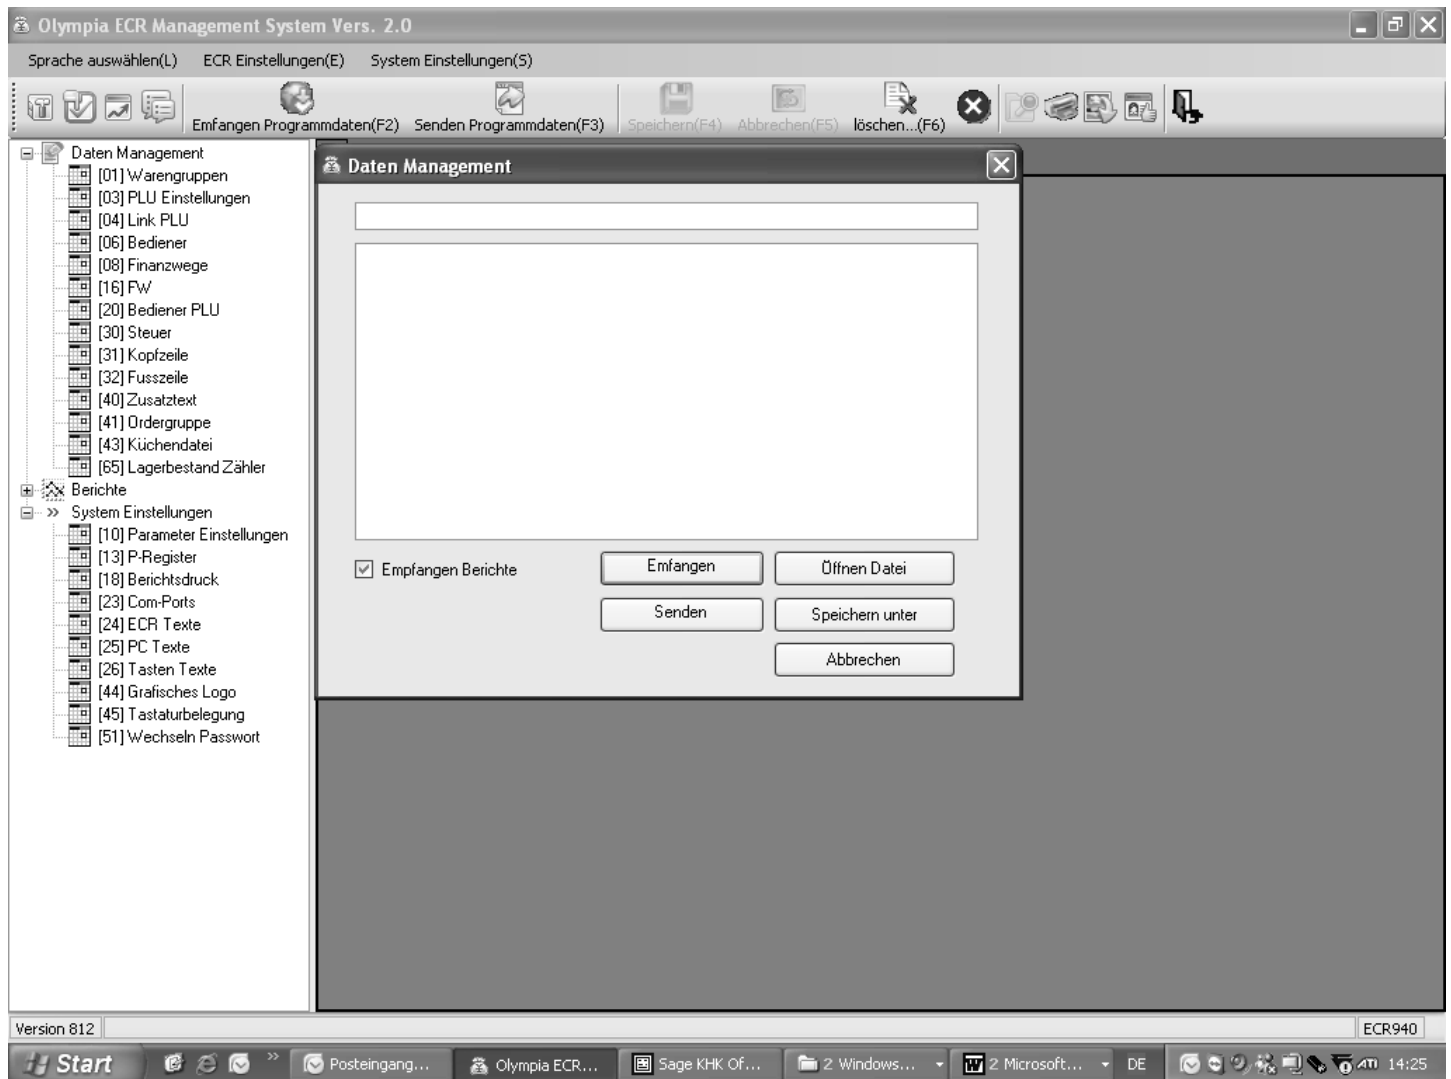 Olympia ECR Management System Vers. 2.0
Sprache auswählen(L) ECR Einstellungen(E) System Einstellungen(S)
Emfangen Programmdaten(F2) Senden Programmdaten(F3) Speichern(F4) Abbrechen(F5) löschen...(F6)
Daten Management
[01] Warengruppen
[03] PLU Einstellungen
[04] Link PLU
[06] Bediener
[08] Finanzwege
[16] FW
[20] Bediener PLU
[30] Steuer
[31] Kopfzeile
[32] Fusszeile
[40] Zusatztext
[41] Ordergruppe
[43] Küchendatei
[65] Lagerbestand Zähler
Berichte
System Einstellungen
[10] Parameter Einstellungen
[13] P-Register
[18] Berichtsdruck
[23] Com-Ports
[24] ECR Texte
[25] PC Texte
[26] Tasten Texte
[44] Grafisches Logo
[45] Tastaturbelegung
[51] Wechseln Passwort
Daten Management
Empfangen Berichte
Emfangen Öffnen Datei
Senden Speichern unter
Abbrechen
Version 812 ECR940
Start Posteingang... Olympia ECR... Sage KHK Of... 2 Windows... 2 Microsoft... DE ATI 14:25